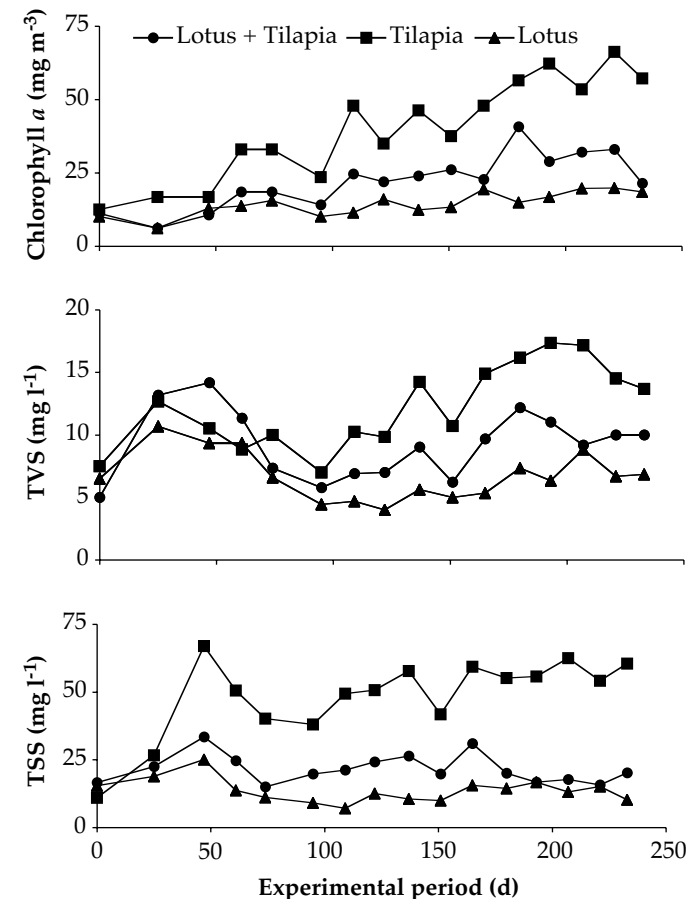 75
Lotus + Tilapia Tilapia Lotus
50
25
0
Chlorophyll a (mg m-3)
20
15
10
5
0
TVS (mg l-1)
75
50
25
0
TSS (mg l-1)
0 50 100 150 200 250
Experimental period (d)